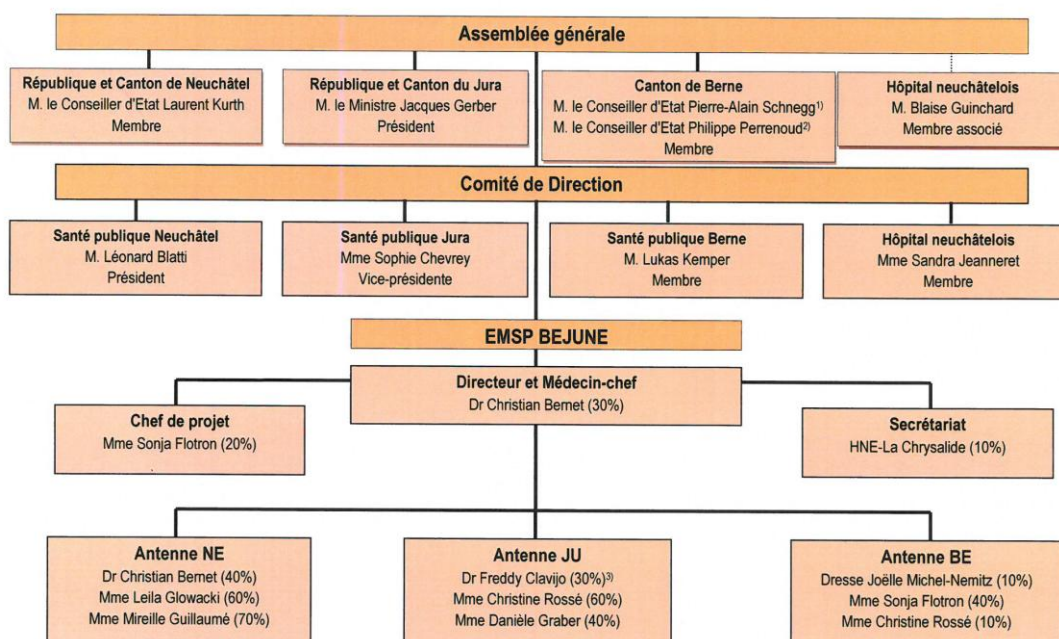 Assemblée générale
République et Canton de Neuchâtel
M. le Conseiller d'Etat Laurent Kurth
Membre
République et Canton du Jura
M. le Ministre Jacques Gerber
Président
Canton de Berne
M. le Conseiller d'Etat Pierre-Alain Schnegg1)
M. le Conseiller d'Etat Philippe Perrenoud2)
Membre
Hôpital neuchâtelois
M. Blaise Guinchard
Membre associé
Comité de Direction
Santé publique Neuchâtel
M. Léonard Blatti
Président
Santé publique Jura
Mme Sophie Chevrey
Vice-présidente
Santé publique Berne
M. Lukas Kemper
Membre
Hôpital neuchâtelois
Mme Sandra Jeanneret
Membre
EMSP BEJUNE
Directeur et Médecin-chef
Dr Christian Bernet (30%)
Chef de projet
Mme Sonja Flotron (20%)
Secrétariat
HNE-La Chrysalide (10%)
Antenne NE
Dr Christian Bernet (40%)
Mme Leila Glowacki (60%)
Mme Mireille Guillaumé (70%)
Antenne JU
Dr Freddy Clavijo (30%)3)
Mme Christine Rossé (60%)
Mme Danièle Graber (40%)
Antenne BE
Dresse Joëlle Michel-Nemitz (10%)
Mme Sonja Flotron (40%)
Mme Christine Rossé (10%)